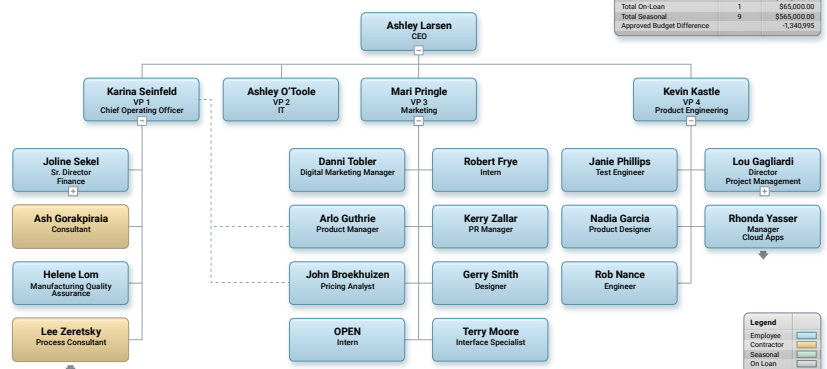 Total On-Loan 1 $65,000.00
Total Seasonal 9 $565,000.00
Approved Budget Difference -1,340,995
Ashley Larsen
CEO
Karina Seinfeld
VP 1
Chief Operating Officer
Ashley O'Toole
VP 2
IT
Mari Pringle
VP 3
Marketing
Kevin Kastle
VP 4
Product Engineering
Joline Sekel
Sr. Director
Finance
Danni Tobler
Digital Marketing Manager
Robert Frye
Intern
Janie Phillips
Test Engineer
Lou Gagliardi
Director
Project Management
Ash Gorakpiraia
Consultant
Arlo Guthrie
Product Manager
Kerry Zallar
PR Manager
Nadia Garcia
Product Designer
Rhonda Yasser
Manager
Cloud Apps
Helene Lom
Manufacturing Quality
Assurance
John Broekhuizen
Pricing Analyst
Gerry Smith
Designer
Rob Nance
Engineer
Lee Zeretsky
Process Consultant
OPEN
Intern
Terry Moore
Interface Specialist
Legend
Employee
Contractor
Seasonal
On Loan